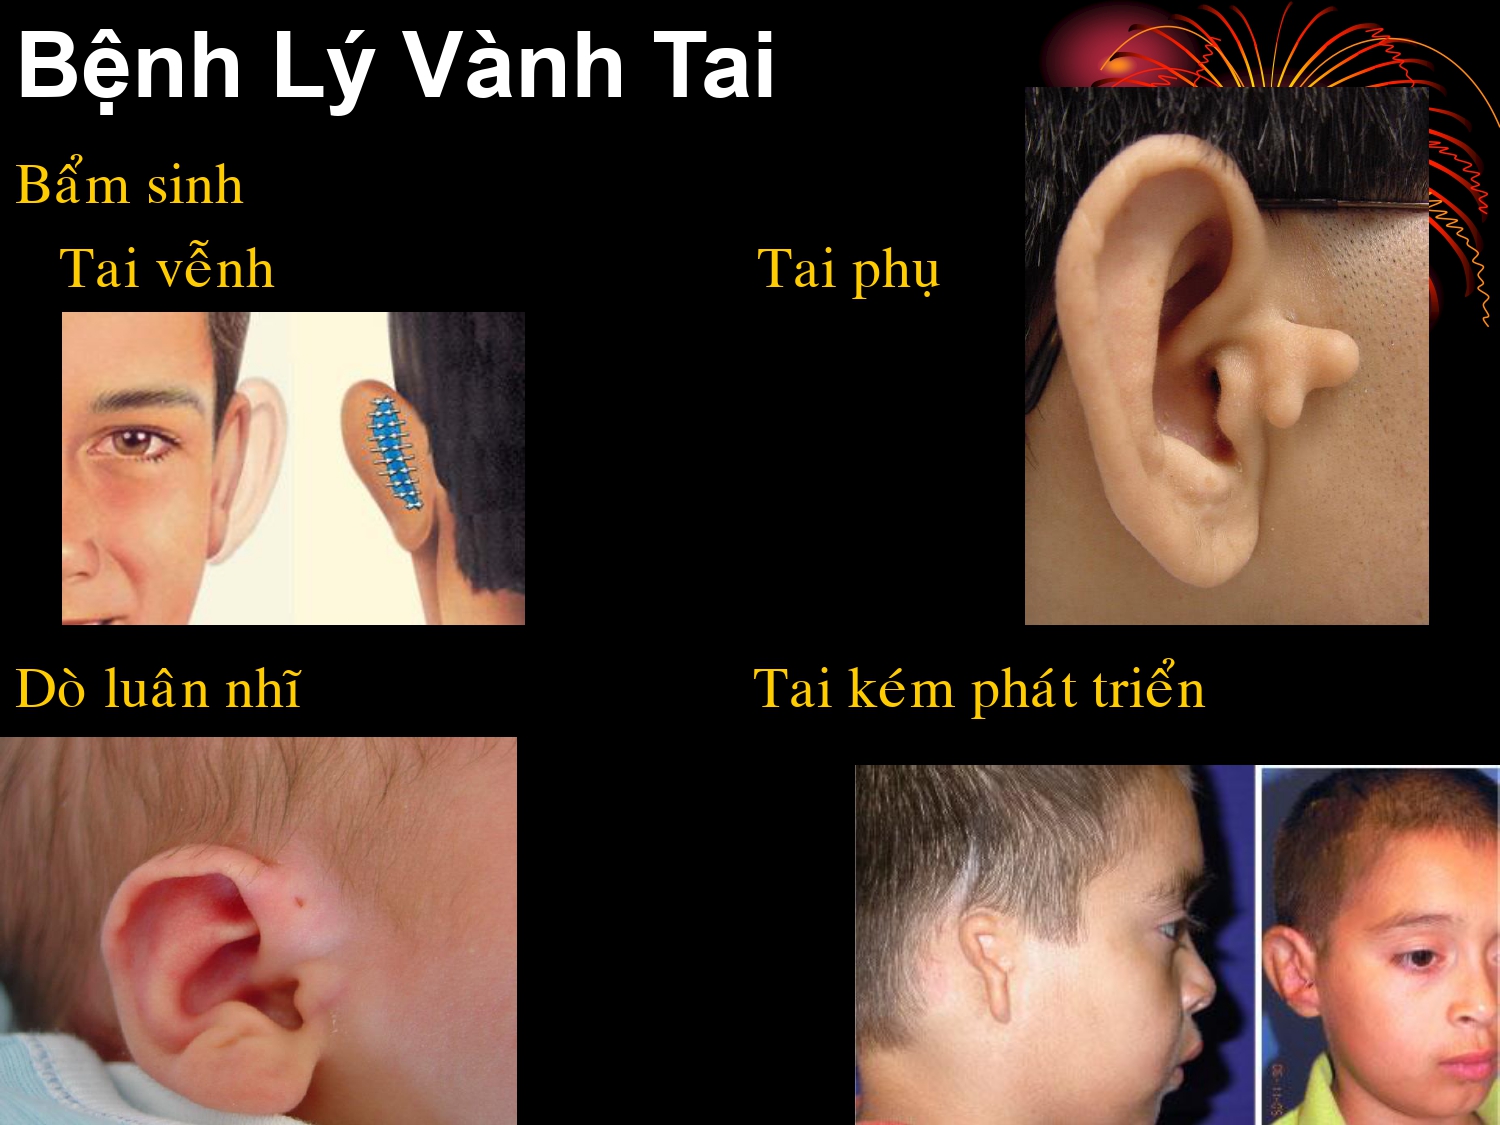 Bệnh Lý Vành Tai
Bẩm sinh
Tai vễnh
Tai phụ
Dò luân nhĩ
Tai kém phát triển